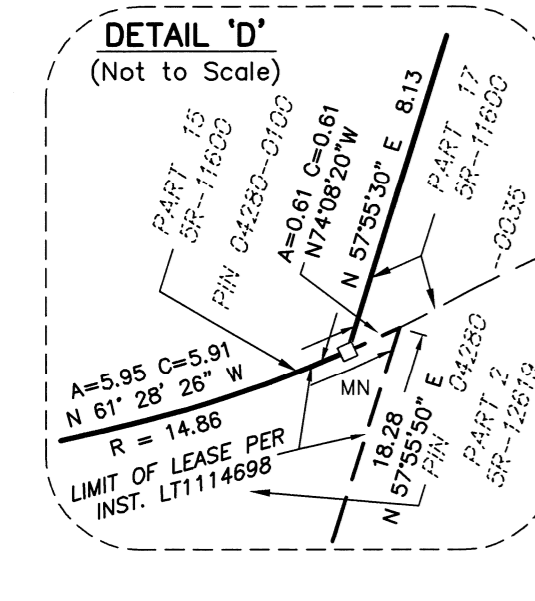 DETAIL 'D'
(Not to Scale)
PART 15
5R-11600
PIN 04280-0100
A=0.61 C=0.61
N74°08'20"W
N 57°55'30" E 8.13
PART 17
5R-11600
-0035
A=5.95 C=5.91
N 61° 28' 26" W
R = 14.86
MN
LIMIT OF LEASE PER
INST. LT1114698
18.28
N 57°55'50" E
PIN 04280
PART 2
5R-12619